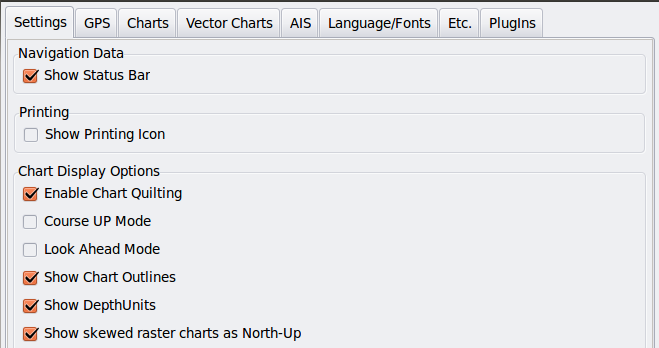 Settings GPS Charts Vector Charts AIS Language/Fonts Etc. PlugIns
Navigation Data
Show Status Bar
Printing
Show Printing Icon
Chart Display Options
Enable Chart Quilting
Course UP Mode
Look Ahead Mode
Show Chart Outlines
Show DepthUnits
Show skewed raster charts as North-Up